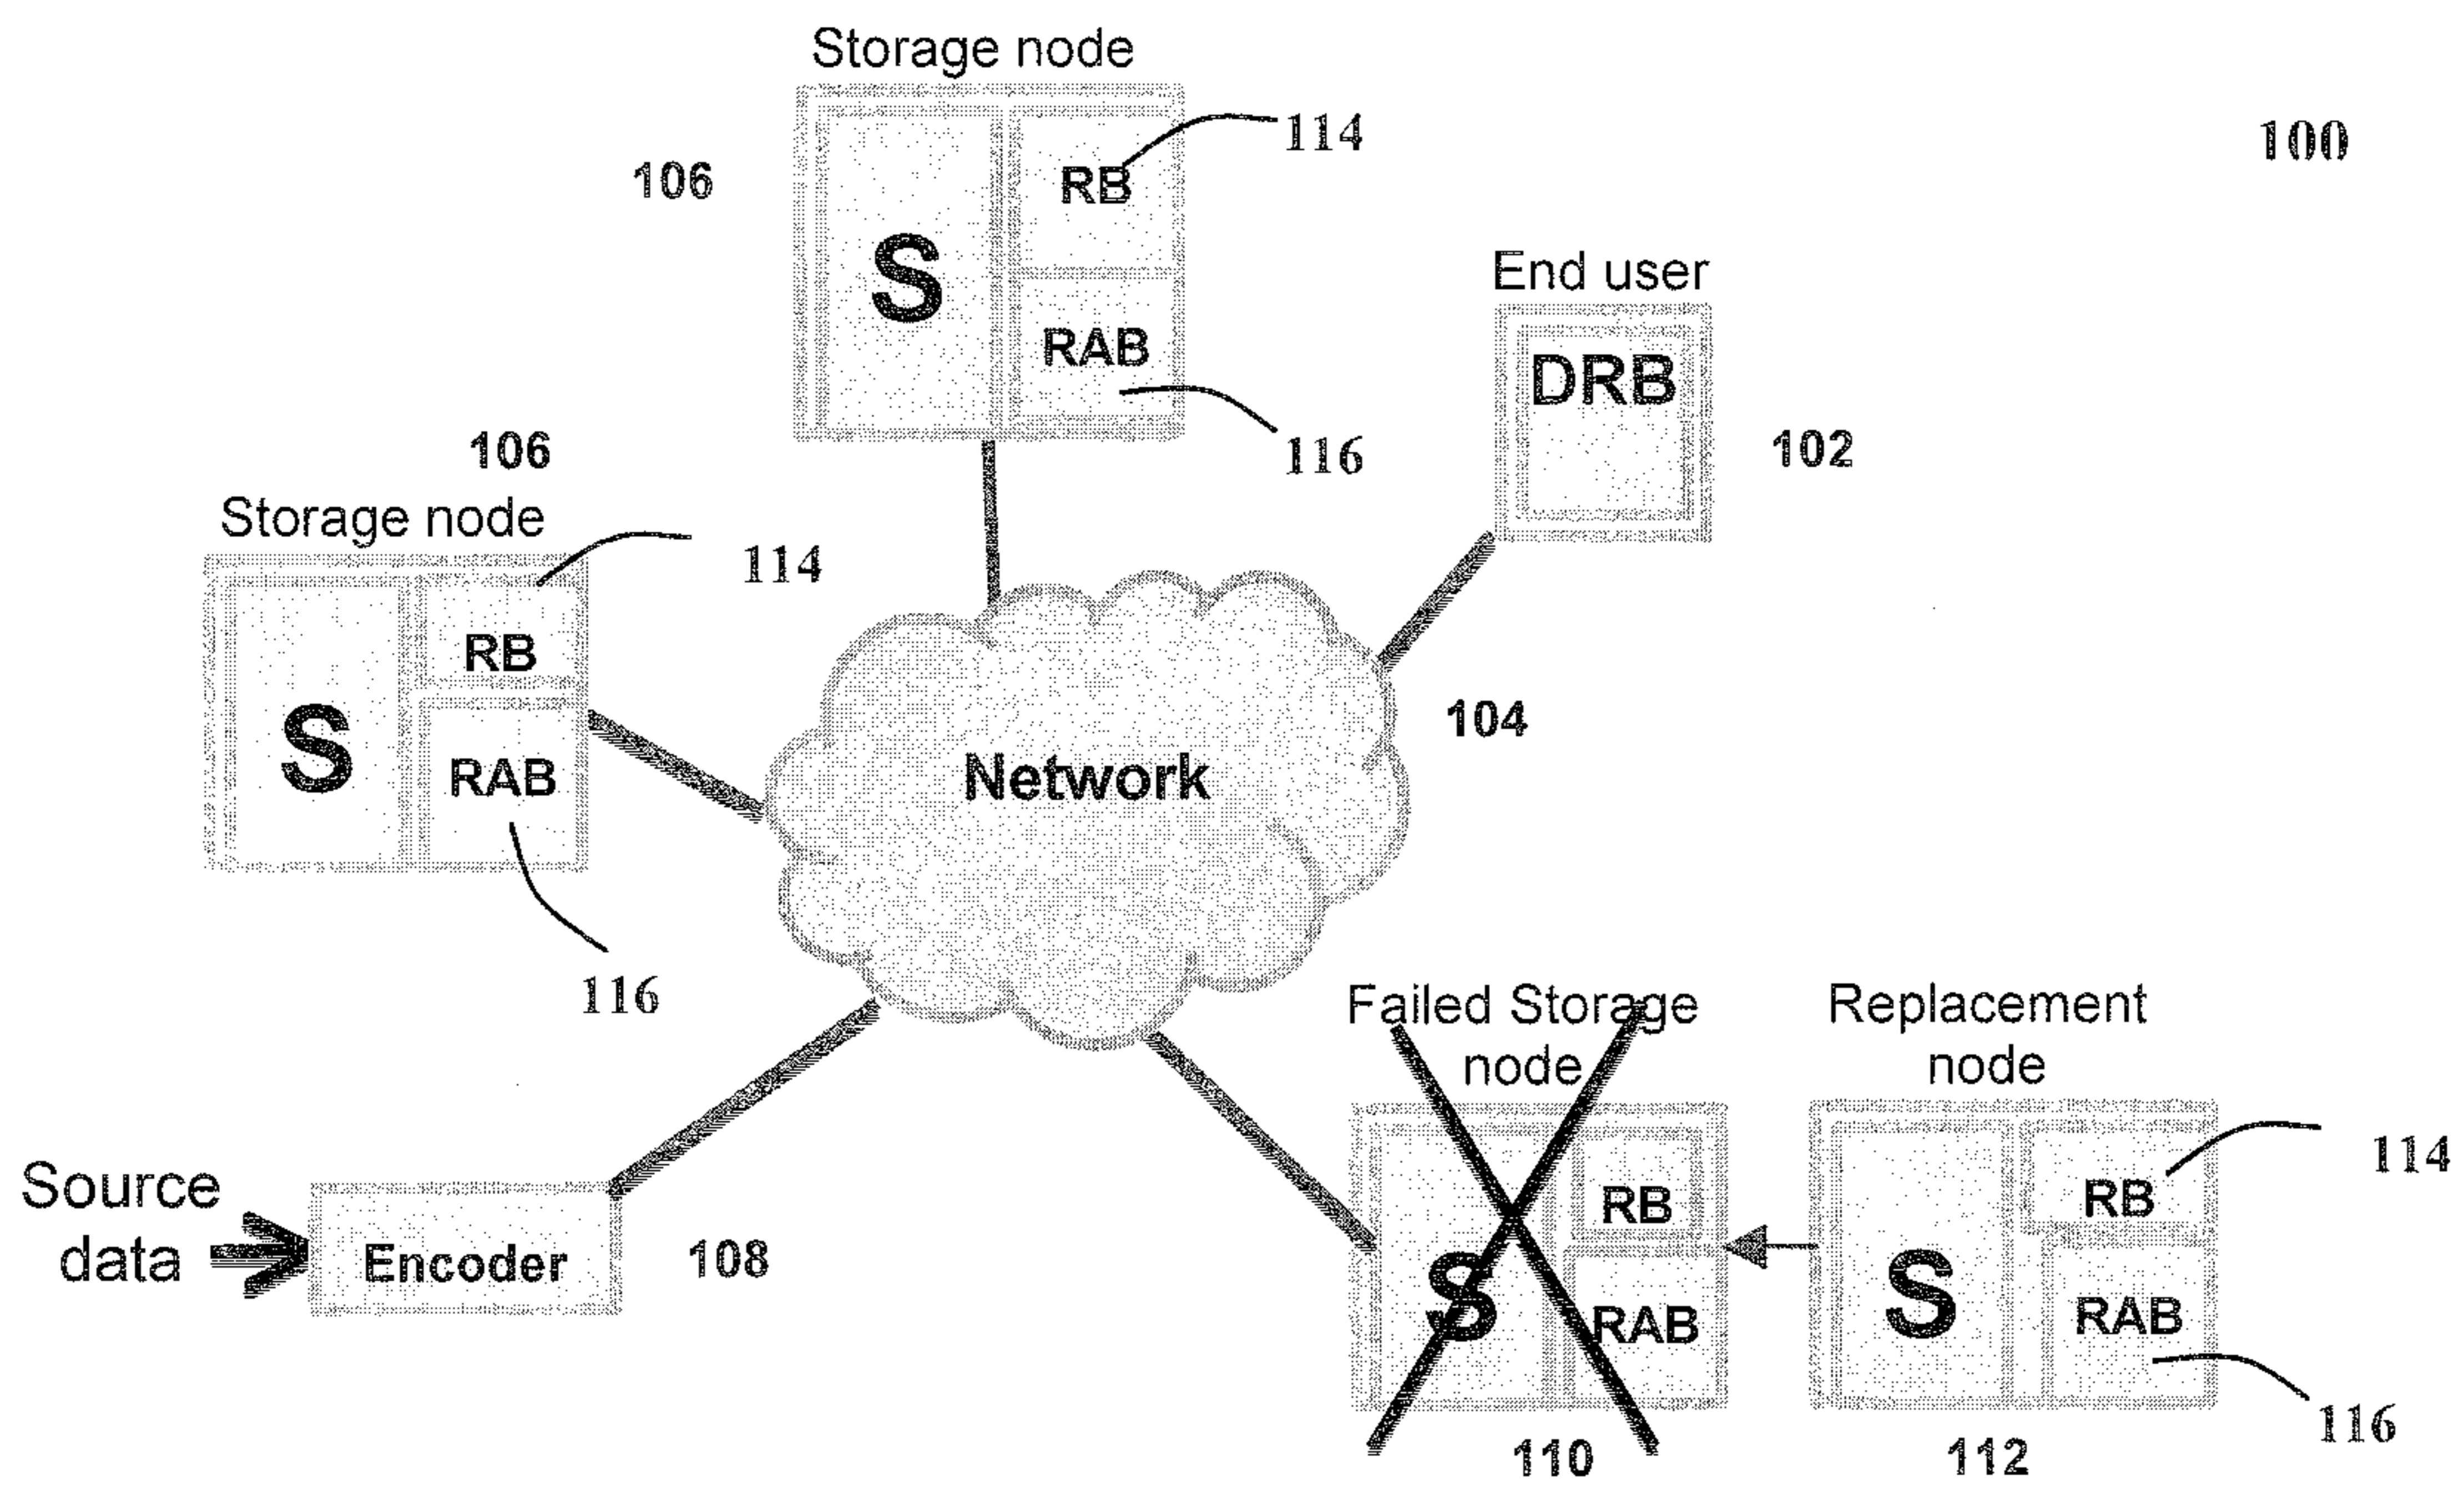 Storage node
114
100
106
RB
S
End user
RAB
DRB
106
116
102
Storage node
114
RB
104
S
RAB
Network
116
Failed Storage
node
Replacement
node
114
Source
data
Encoder
108
RB
S
RAB
RB
S
RAB
116
110
112